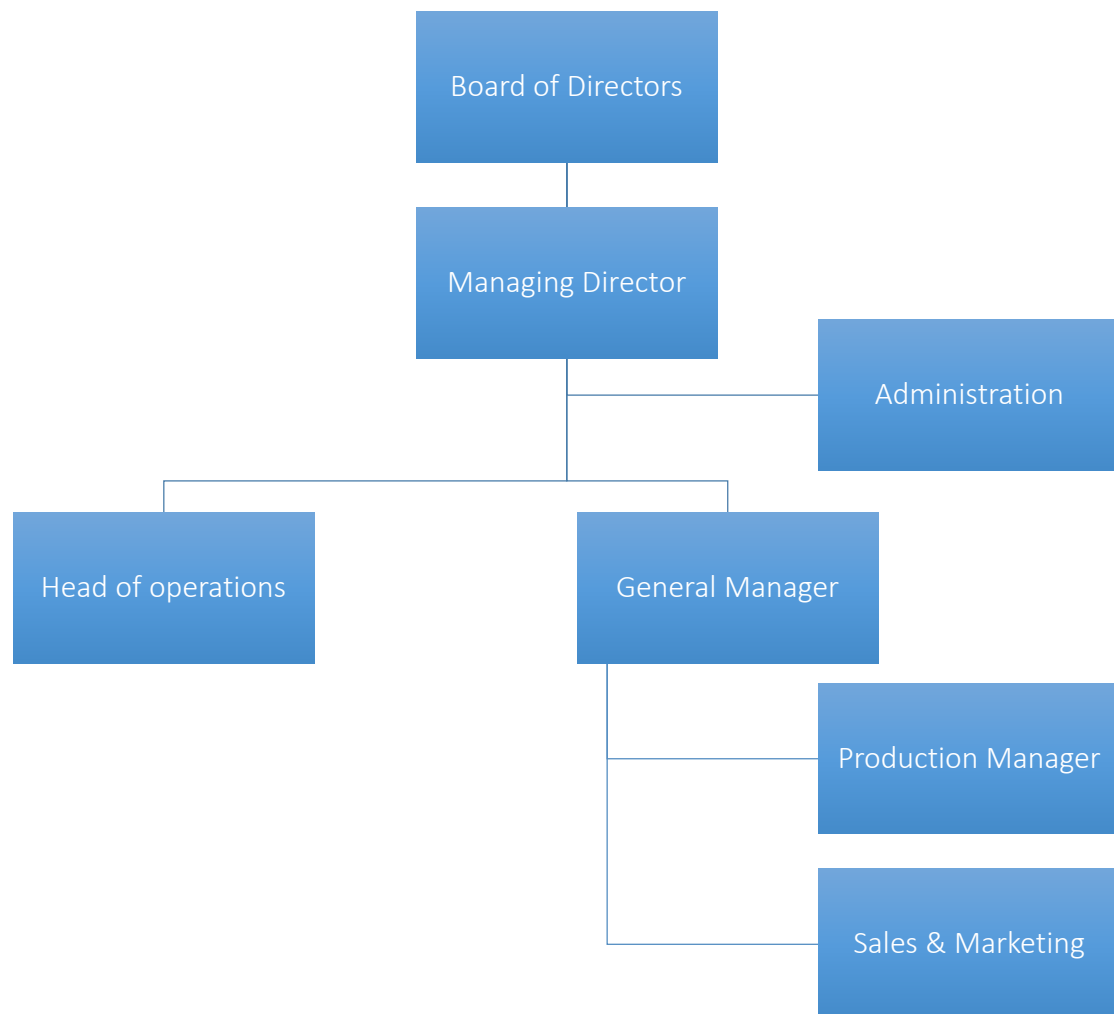 Board of Directors
Managing Director
Administration
Head of operations
General Manager
Production Manager
Sales & Marketing